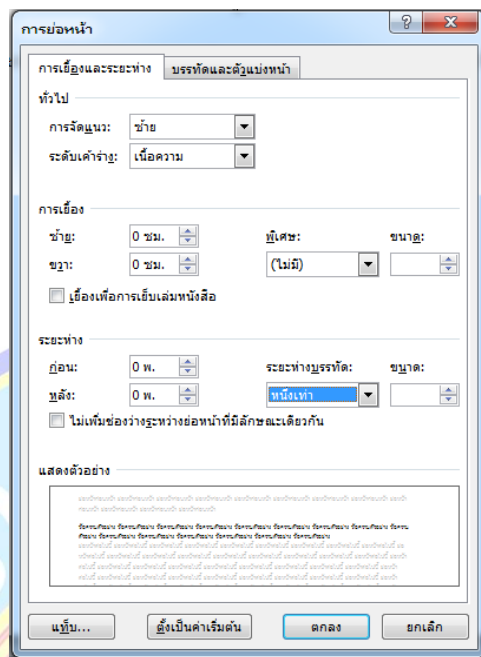 การย่อหน้า
การเยื้องและระยะห่าง บรรทัดและตัวแบ่งหน้า
ทั่วไป
การจัดแนว: ซ้าย
ระดับเค้าร่าง: เนื้อความ
การเยื้อง
ซ้าย: 0 ซม. พิเศษ: ขนาด:
ขวา: 0 ซม. (ไม่มี)
เยื้องเพื่อการเย็บเล่มหนังสือ
ระยะห่าง
ก่อน: 0 พ. ระยะห่างบรรทัด: ขนาด:
หลัง: 0 พ. หนึ่งเท่า
ไม่เพิ่มช่องว่างระหว่างย่อหน้าที่มีลักษณะเดียวกัน
แสดงตัวอย่าง
แท็บ... ตั้งเป็นค่าเริ่มต้น ตกลง ยกเลิก